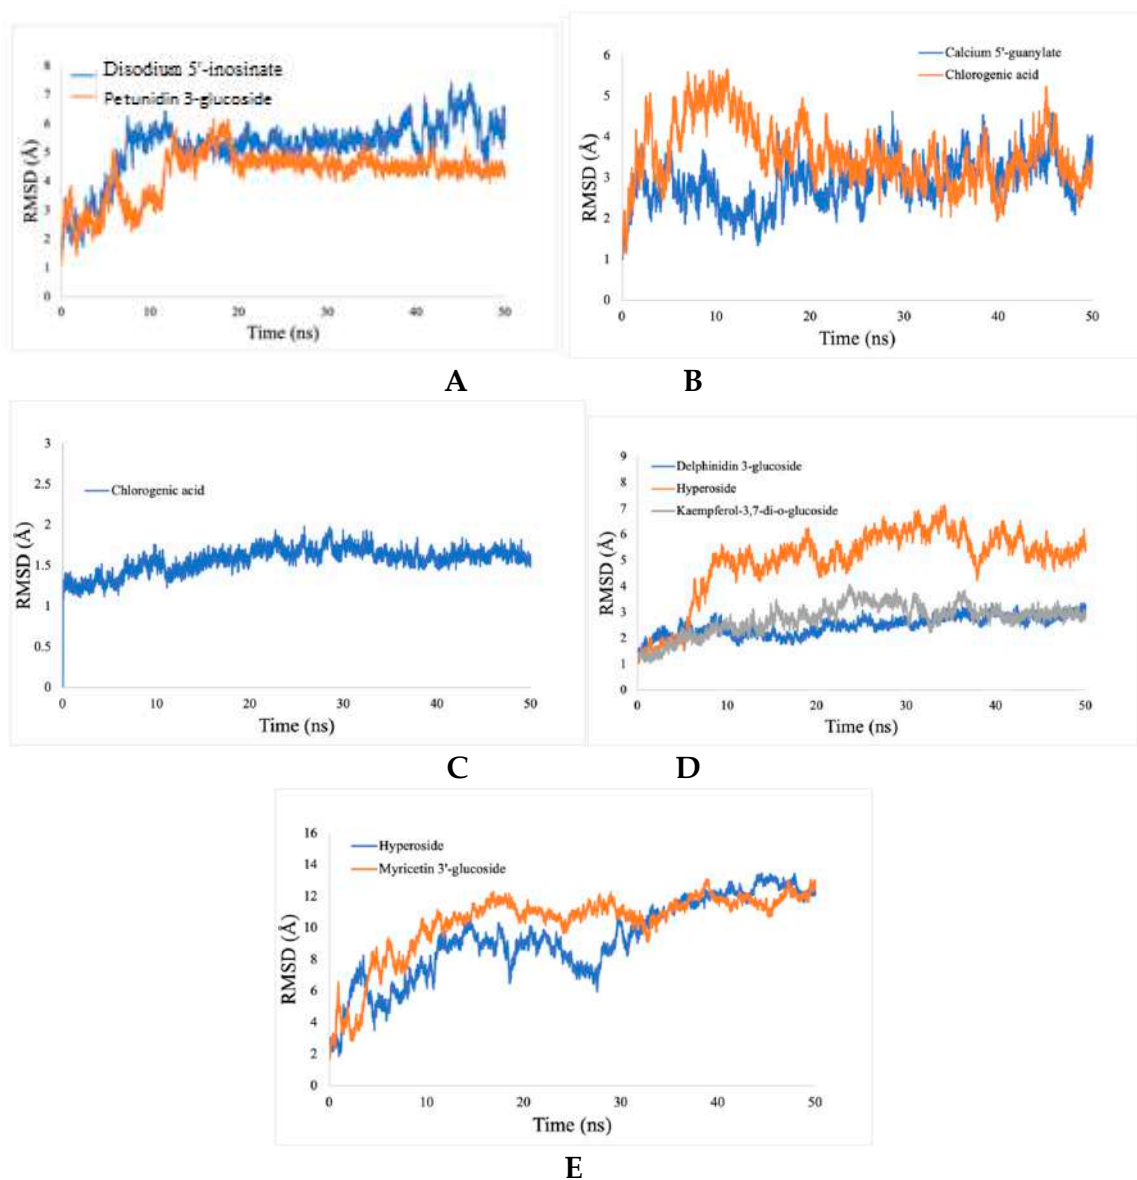 8
7
6
5
4
3
2
1
0
RMSD (Å)
Disodium 5'-inosinate
Petunidin 3-glucoside
0 10 20 30 40 50
Time (ns)
6
5
4
3
2
1
0
RMSD (Å)
Calcium 5'-guanylate
Chlorogenic acid
0 10 20 30 40 50
Time (ns)
A B
3
2.5
2
1.5
1
0.5
0
RMSD (Å)
Chlorogenic acid
0 10 20 30 40 50
Time (ns)
9
8
7
6
5
4
3
2
1
0
RMSD (Å)
Delphinidin 3-glucoside
Hyperoside
Kaempferol-3,7-di-o-glucoside
0 10 20 30 40 50
Time (ns)
C D
16
14
12
10
8
6
4
2
0
RMSD (Å)
Hyperoside
Myricetin 3'-glucoside
0 10 20 30 40 50
Time (ns)
E